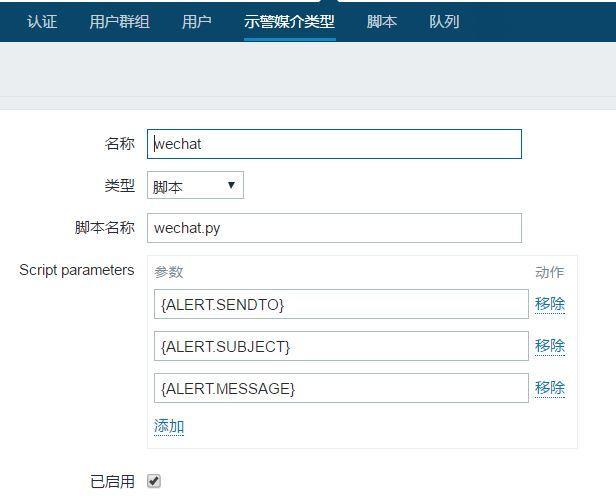 认证 用户群组 用户 示警媒介类型 脚本 队列
名称 wechat
类型 脚本
脚本名称 wechat.py
Script parameters 参数 动作
{ALERT.SENDTO} 移除
{ALERT.SUBJECT} 移除
{ALERT.MESSAGE} 移除
添加
已启用